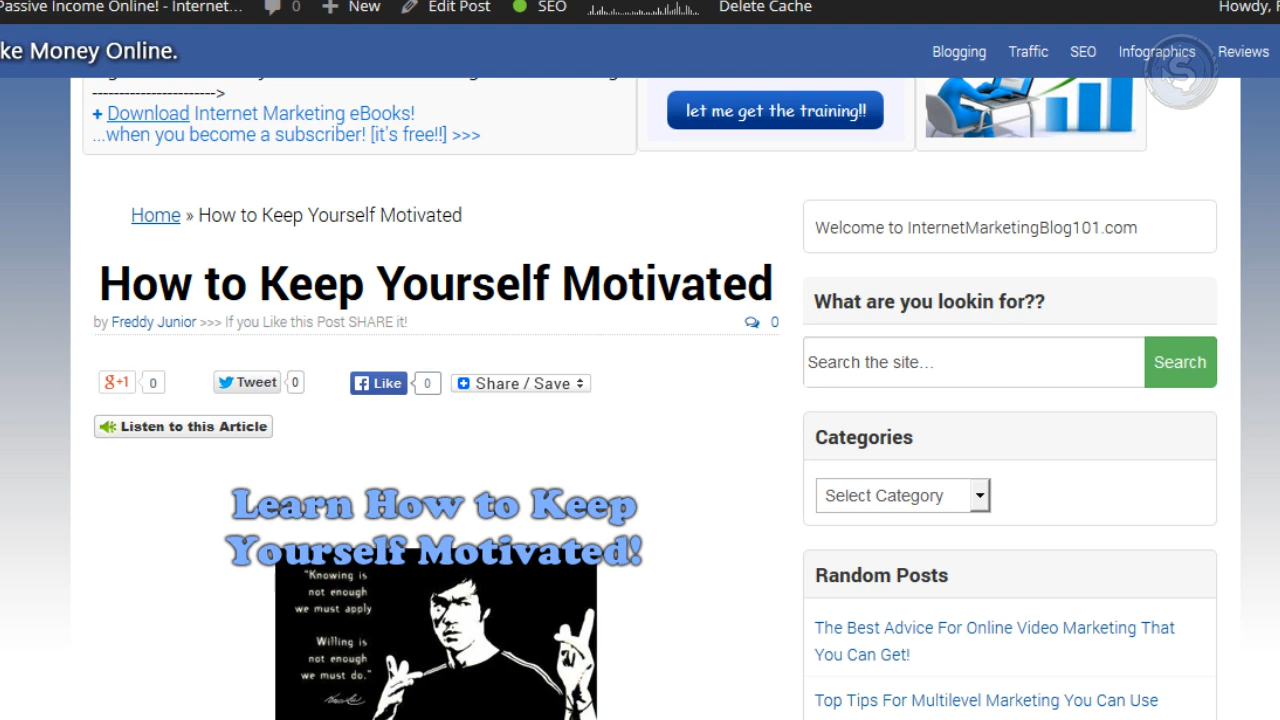 Passive Income Online! - Internet... 0 New Edit Post SEO Delete Cache Howdy, F
ke Money Online. Blogging Traffic SEO Infographics Reviews
---------------------->
+ Download Internet Marketing eBooks!
...when you become a subscriber! [it's free!!] >>>
let me get the training!!
Home » How to Keep Yourself Motivated
How to Keep Yourself Motivated
by Freddy Junior >>> If you Like this Post SHARE it! 0
g+1 0 Tweet 0 Like 0 Share / Save
Listen to this Article
Learn How to Keep
Yourself Motivated!
"Knowing is
not enough
we must apply
Willing is
not enough
we must do."
Welcome to InternetMarketingBlog101.com
What are you lookin for??
Search the site... Search
Categories
Select Category
Random Posts
The Best Advice For Online Video Marketing That
You Can Get!
Top Tips For Multilevel Marketing You Can Use